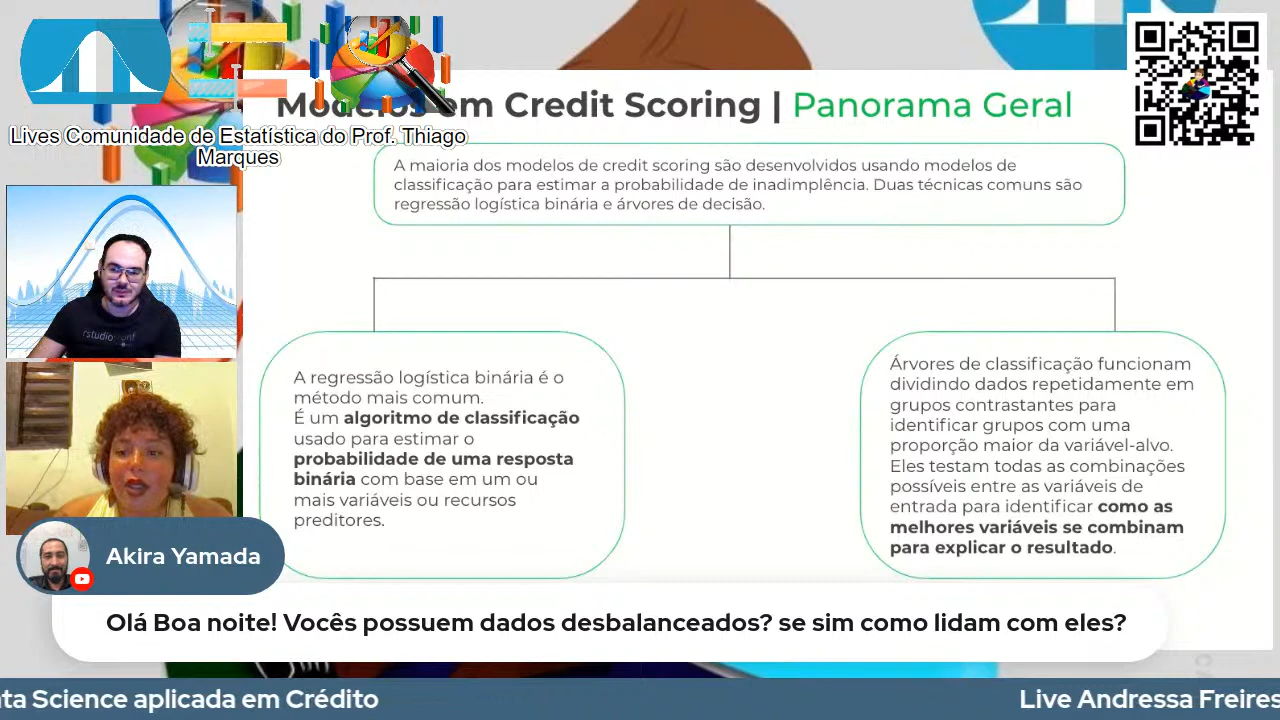 Modelos em Credit Scoring | Panorama Geral
Lives Comunidade de Estatística do Prof. Thiago
Marques
A maioria dos modelos de credit scoring são desenvolvidos usando modelos de
classificação para estimar a probabilidade de inadimplência. Duas técnicas comuns são
regressão logística binária e árvores de decisão.
A regressão logística binária é o
método mais comum.
É um algoritmo de classificação
usado para estimar o
probabilidade de uma resposta
binária com base em um ou
mais variáveis ou recursos
preditores.
Árvores de classificação funcionam
dividindo dados repetidamente em
grupos contrastantes para
identificar grupos com uma
proporção maior da variável-alvo.
Eles testam todas as combinações
possíveis entre as variáveis de
entrada para identificar como as
melhores variáveis se combinam
para explicar o resultado.
rstudio::conf
Akira Yamada
Olá Boa noite! Vocês possuem dados desbalanceados? se sim como lidam com eles?
ata Science aplicada em Crédito
Live Andressa Freires